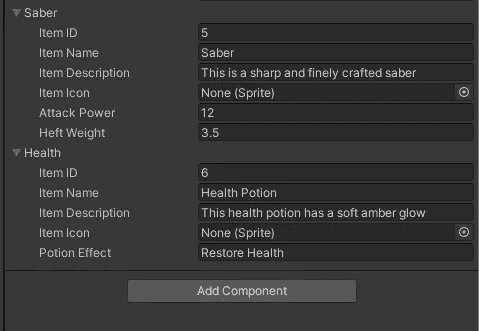 Saber
Item ID 5
Item Name Saber
Item Description This is a sharp and finely crafted saber
Item Icon None (Sprite)
Attack Power 12
Heft Weight 3.5
Health
Item ID 6
Item Name Health Potion
Item Description This health potion has a soft amber glow
Item Icon None (Sprite)
Potion Effect Restore Health
Add Component